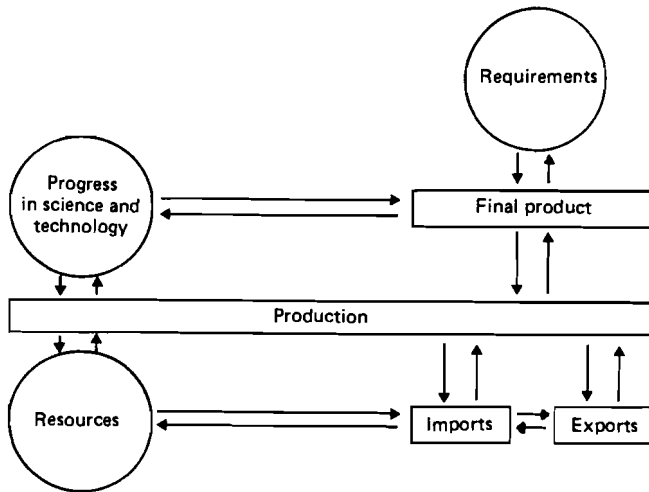 Requirements
Progress
in science and
technology
Final product
Production
Resources
Imports
Exports